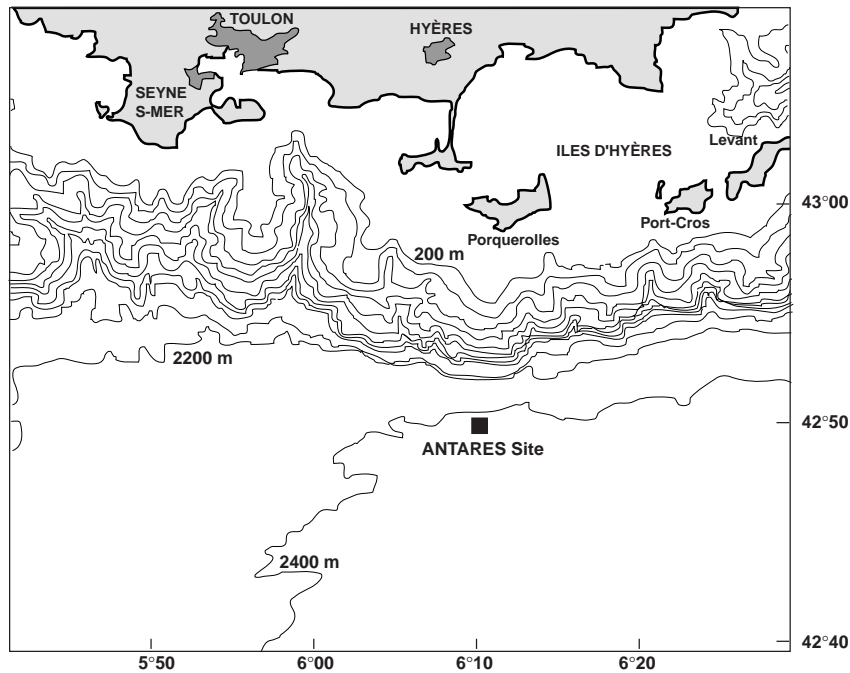 TOULON
HYÈRES
SEYNE
S-MER
Levant
ILES D'HYÈRES
43°00
Port-Cros
Porquerolles
200 m
2200 m
42°50
ANTARES Site
2400 m
42°40
5°50
6°00
6°10
6°20